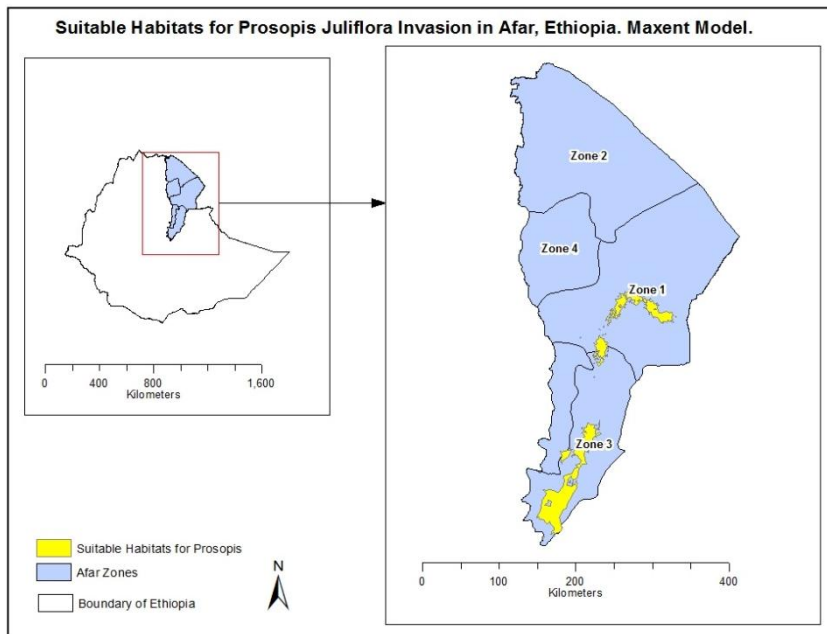 Suitable Habitats for Prosopis Juliflora Invasion in Afar, Ethiopia. Maxent Model.
0 400 800 1,600
Kilometers
Suitable Habitats for Prosopis
Afar Zones
Boundary of Ethiopia
N
Zone 2
Zone 4
Zone 1
Zone 3
0 100 200 400
Kilometers